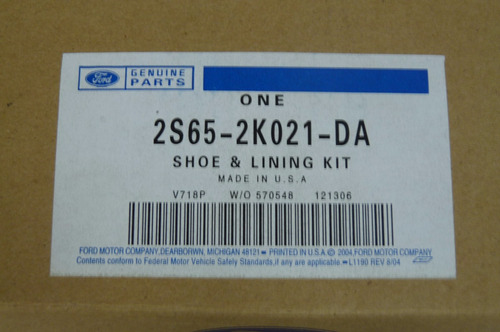 Ford GENUINE PARTS
ONE
2S65-2K021-DA
SHOE & LINING KIT
MADE IN U.S.A
V718P W/O 570548 121306
FORD MOTOR COMPANY, DEARBORWN, MICHIGAN 48121 PRINTED IN U.S.A. © 2004, FORD MOTOR COMPANY
Contents conform to Federal Motor Vehicle Safety Standards, if any are applicable. L1190 REV 8/04